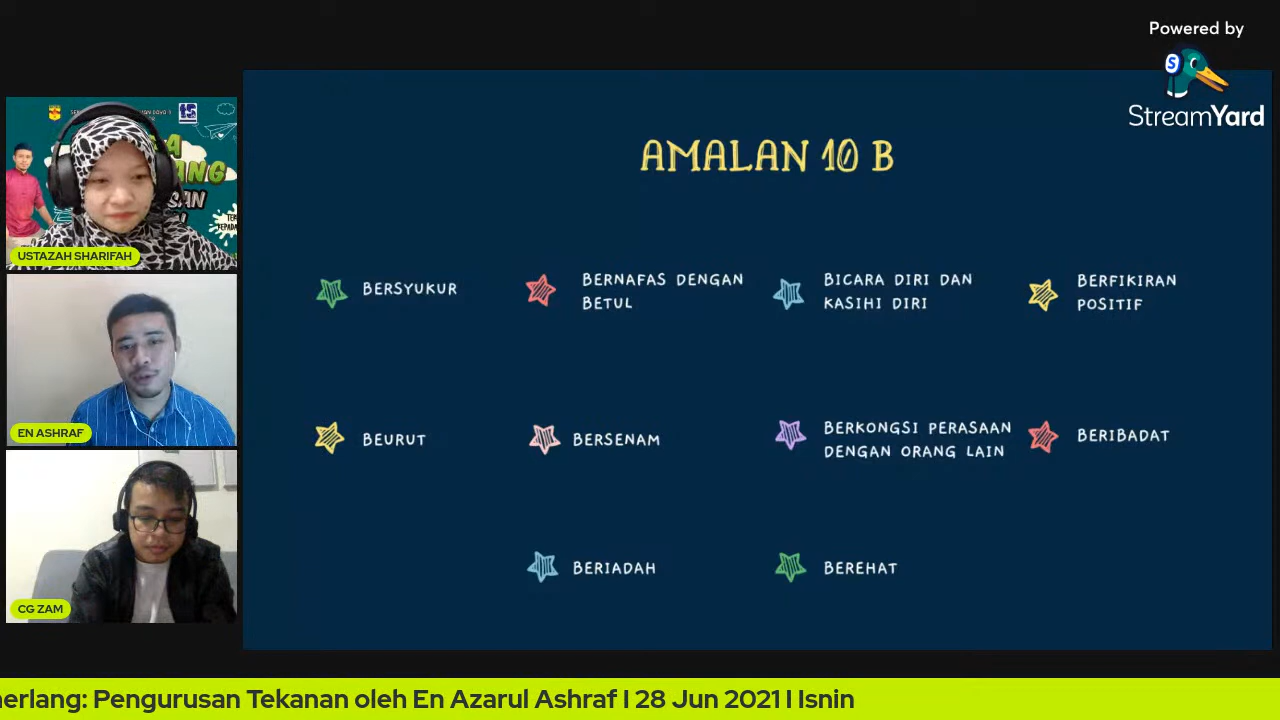 Powered by
StreamYard
AMALAN 10 B
BERSYUKUR
BERNAFAS DENGAN
BETUL
BICARA DIRI DAN
KASIHI DIRI
BERFIKIRAN
POSITIF
BEURUT
BERSENAM
BERKONGSI PERASAAN
DENGAN ORANG LAIN
BERIBADAT
BERIADAH
BEREHAT
USTAZAH SHARIFAH
EN ASHRAF
CG ZAM
erlang: Pengurusan Tekanan oleh En Azarul Ashraf I 28 Jun 2021 I Isnin